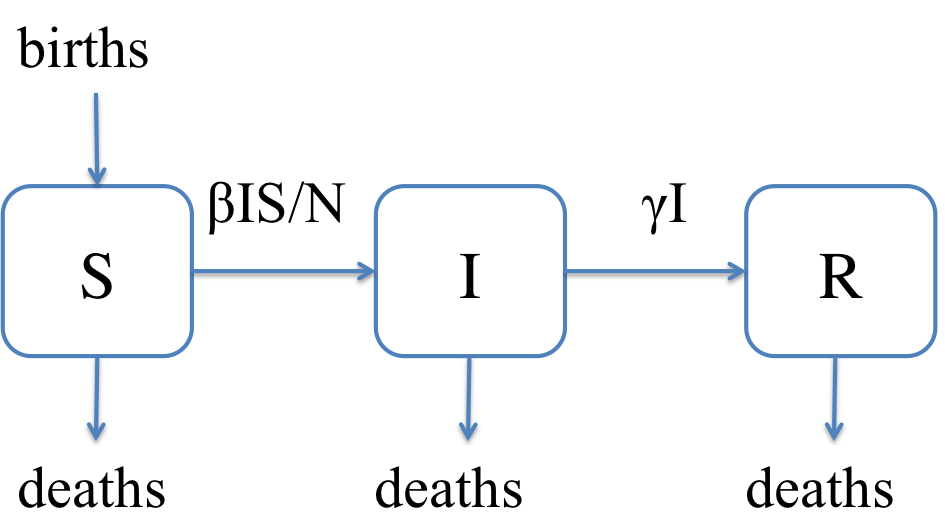 births
βIS/N
γI
S
I
R
deaths
deaths
deaths